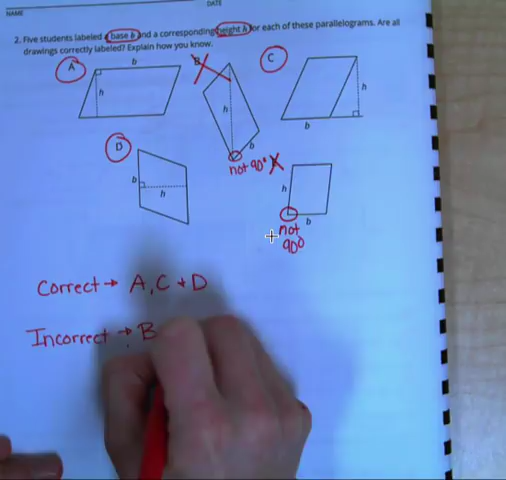 NAME
DATE
2. Five students labeled a base b and a corresponding height h for each of these parallelograms. Are all
drawings correctly labeled? Explain how you know.
A
b
h
B
h
b
not 90°
C
h
b
D
b
h
h
b
not
90°
Correct → A, C + D
Incorrect → B